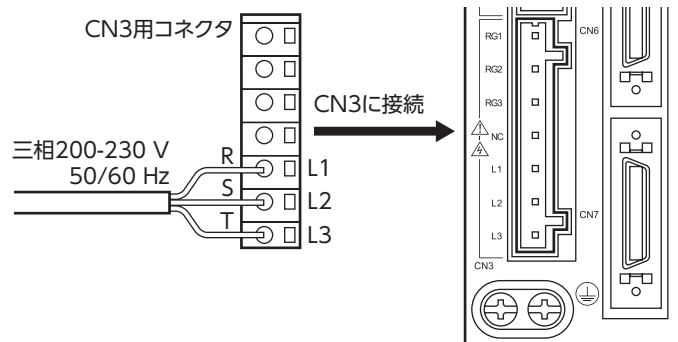 CN3用コネクタ
CN3に接続
三相200-230 V
50/60 Hz
R
S
T
L1
L2
L3
RG1
RG2
RG3
NC
L1
L2
L3
CN3
CN6
CN7